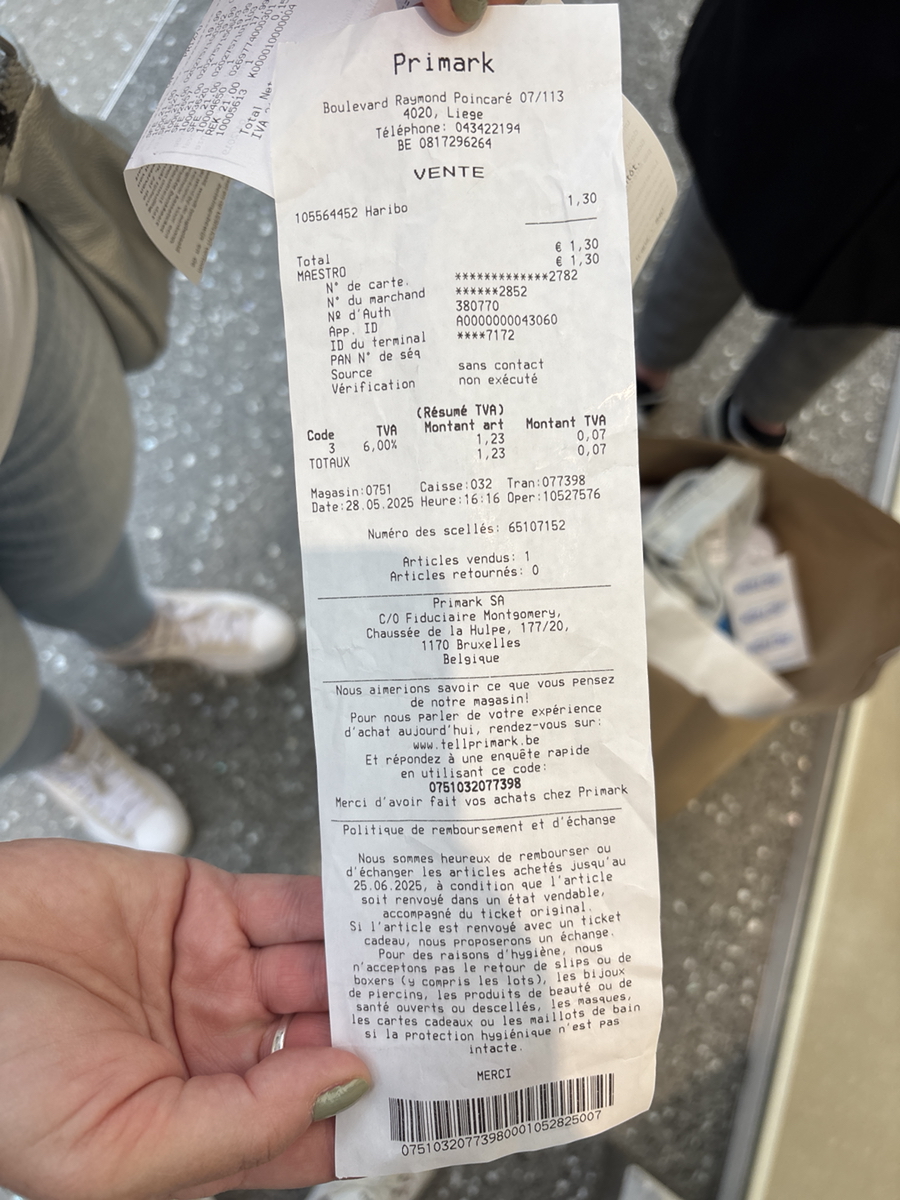 Primark
Boulevard Raymond Poincaré 07/113
4020, Liege
Téléphone: 043422194
BE 0817296264
VENTE
105564452 Haribo 1,30
Total € 1,30
MAESTRO € 1,30
N° de carte. *************2782
N° du marchand ******2852
Nº d'Auth 380770
App. ID A0000000043060
ID du terminal ****7172
PAN N° de séq
Source sans contact
Vérification non exécuté
(Résumé TVA)
Code TVA Montant art Montant TVA
3 6,00% 1,23 0,07
TOTAUX 1,23 0,07
Magasin:0751 Caisse:032 Tran:077398
Date:28.05.2025 Heure:16:16 Oper:10527576
Numéro des scellés: 65107152
Articles vendus: 1
Articles retournés: 0
Primark SA
C/O Fiduciaire Montgomery,
Chaussée de la Hulpe, 177/20,
1170 Bruxelles
Belgique
Nous aimerions savoir ce que vous pensez
de notre magasin!
Pour nous parler de votre expérience
d'achat aujourd'hui, rendez-vous sur:
www.tellprimark.be
Et répondez à une enquête rapide
en utilisant ce code:
0751032077398
Merci d'avoir fait vos achats chez Primark
Politique de remboursement et d'échange
Nous sommes heureux de rembourser ou
d'échanger les articles achetés jusqu'au
25.06.2025, à condition que l'article
soit renvoyé dans un état vendable,
accompagné du ticket original.
Si l'article est renvoyé avec un ticket
cadeau, nous proposerons un échange.
Pour des raisons d'hygiène, nous
n'acceptons pas le retour de slips ou de
boxers (y compris les lots), les bijoux
de piercing, les produits de beauté ou de
santé ouverts ou descellés, les masques,
les cartes cadeaux ou les maillots de bain
si la protection hygiénique n'est pas
intacte.
MERCI
07510320773980001052825007
Total Net
IVA